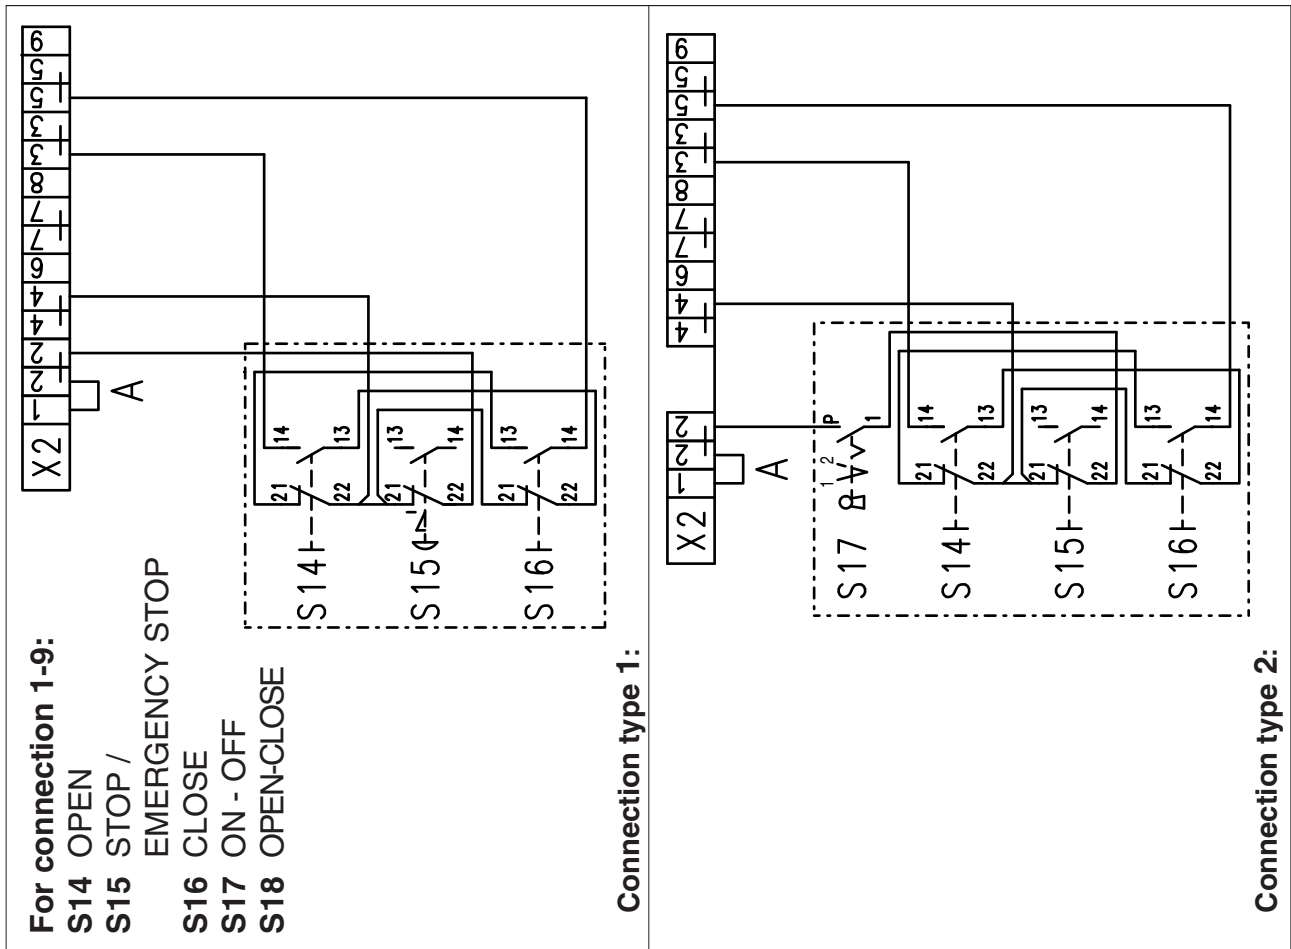 For connection 1-9:
S14 OPEN
S15 STOP /
EMERGENCY STOP
S16 CLOSE
S17 ON - OFF
S18 OPEN-CLOSE
X2 1 2 2 4 4 6 7 7 8 3 3 5 5 9
A
21 14
S14
22 13
21 13
S15
22 14
21 13
S16
22 14
Connection type 1:
X2 1 2 2 4 4 6 7 7 8 3 3 5 5 9
A
1 2 P
S17
1
21 14
S14
22 13
21 13
S15
22 14
21 13
S16
22 14
Connection type 2: